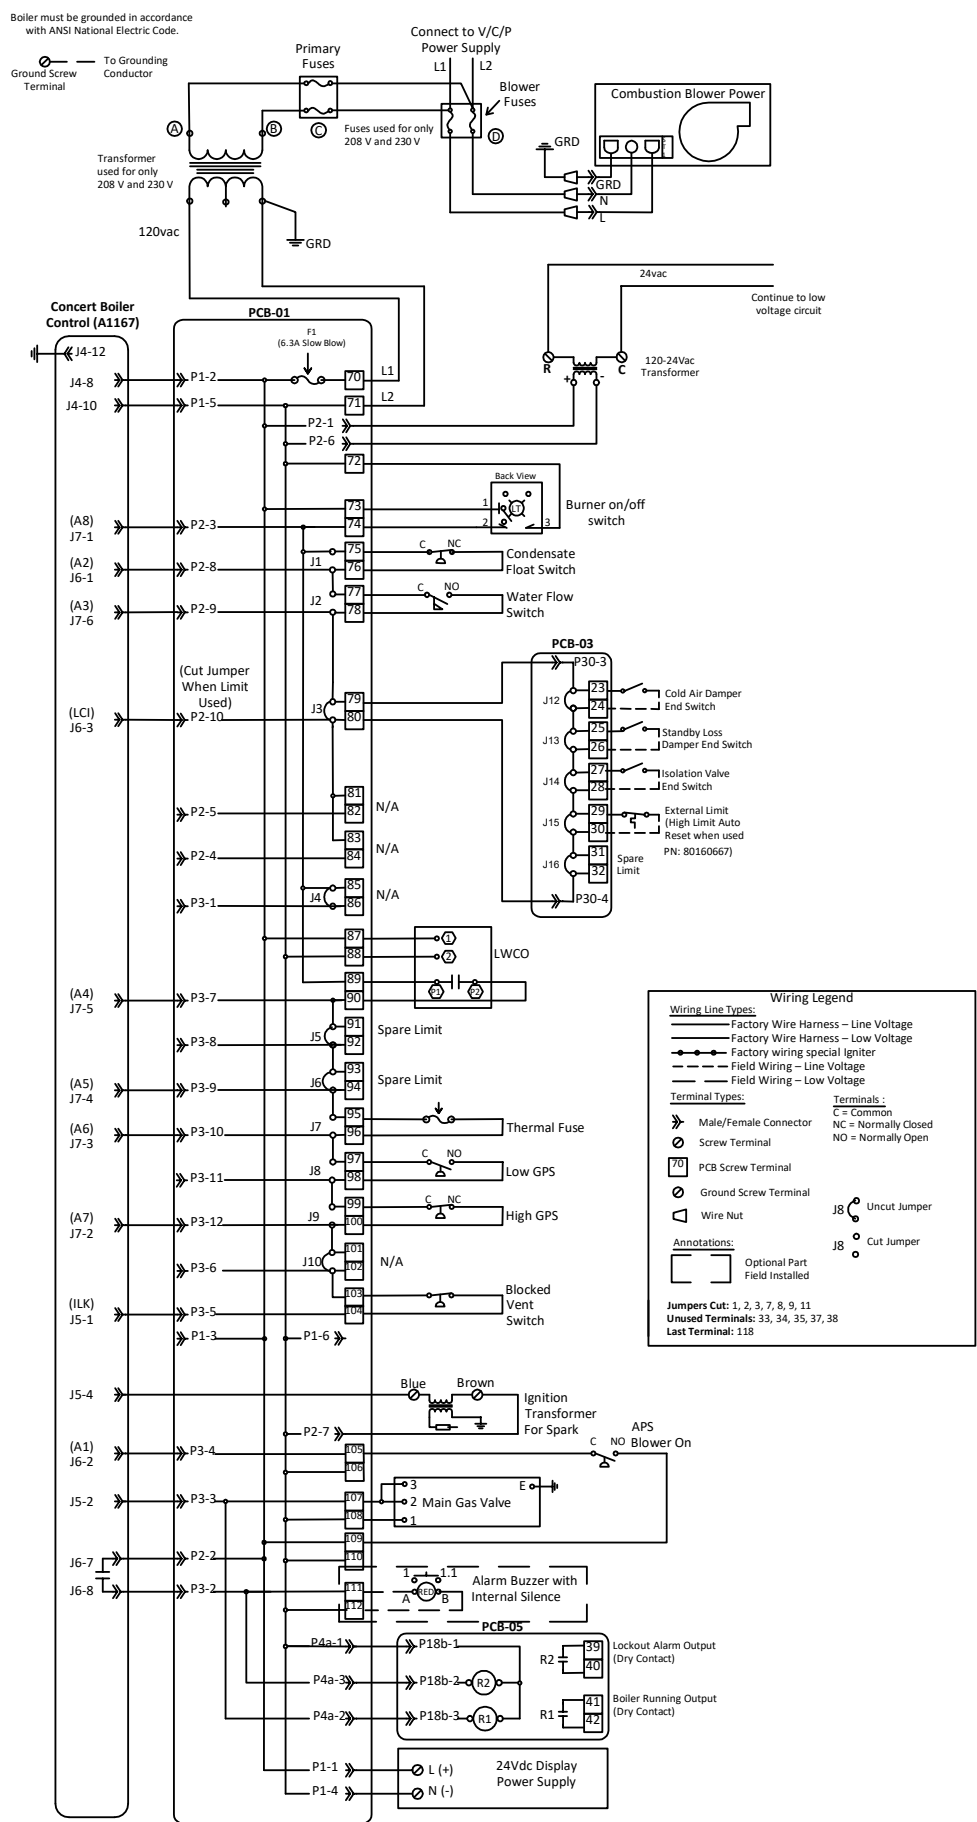 Boiler must be grounded in accordance
with ANSI National Electric Code.
Ground Screw
Terminal
To Grounding
Conductor
Primary
Fuses
Connect to V/C/P
Power Supply
L1
L2
Blower
Fuses
Combustion Blower Power
A
B
C
D
Fuses used for only
208 V and 230 V
GRD
GRD
N
L
Transformer
used for only
208 V and 230 V
120vac
GRD
24vac
Continue to low
voltage circuit
Concert Boiler
Control (A1167)
PCB-01
F1
(6.3A Slow Blow)
R
C
+
-
120-24Vac
Transformer
J4-12
J4-8
P1-2
70
L1
J4-10
P1-5
71
L2
P2-1
P2-6
72
Back View
LT
1
2
3
Burner on/off
switch
73
(A8)
J7-1
P2-3
74
75
C
NC
Condensate
Float Switch
(A2)
J6-1
P2-8
J1
76
77
C
NO
Water Flow
Switch
(A3)
J7-6
P2-9
J2
78
PCB-03
P30-3
(Cut Jumper
When Limit
Used)
(LCI)
J6-3
P2-10
J3
79
80
J12
23
24
Cold Air Damper
End Switch
J13
25
26
Standby Loss
Damper End Switch
J14
27
28
Isolation Valve
End Switch
J15
29
30
External Limit
(High Limit Auto
Reset when used
PN: 80160667)
J16
31
32
Spare
Limit
P30-4
81
P2-5
82
N/A
83
P2-4
84
N/A
85
P3-1
J4
86
N/A
87
1
88
2
LWCO
89
P1
P2
(A4)
J7-5
P3-7
90
91
P3-8
J5
92
Spare Limit
93
(A5)
J7-4
P3-9
J6
94
Spare Limit
95
(A6)
J7-3
P3-10
J7
96
Thermal Fuse
97
C
NO
P3-11
J8
98
Low GPS
99
C
NC
(A7)
J7-2
P3-12
J9
100
High GPS
101
P3-6
J10
102
N/A
103
(ILK)
J5-1
P3-5
104
Blocked
Vent
Switch
P1-3
P1-6
Wiring Legend
Wiring Line Types:
Factory Wire Harness – Line Voltage
Factory Wire Harness – Low Voltage
Factory wiring special Igniter
Field Wiring – Line Voltage
Field Wiring – Low Voltage
Terminal Types:
Male/Female Connector
Screw Terminal
70
PCB Screw Terminal
Ground Screw Terminal
Wire Nut
Terminals :
C = Common
NC = Normally Closed
NO = Normally Open
J8
Uncut Jumper
J8
Cut Jumper
Annotations:
Optional Part
Field Installed
Jumpers Cut: 1, 2, 3, 7, 8, 9, 11
Unused Terminals: 33, 34, 35, 37, 38
Last Terminal: 118
J5-4
Blue
Brown
Ignition
Transformer
For Spark
P2-7
(A1)
J6-2
P3-4
105
106
C
NO
APS
Blower On
J5-2
P3-3
107
108
3
2
1
Main Gas Valve
E
109
J6-7
P2-2
110
J6-8
P3-2
111
112
1
1.1
A
RED
B
Alarm Buzzer with
Internal Silence
PCB-05
P4a-1
P18b-1
P4a-3
P18b-2
R2
P4a-2
P18b-3
R1
R2
39
40
Lockout Alarm Output
(Dry Contact)
R1
41
42
Boiler Running Output
(Dry Contact)
P1-1
L (+)
P1-4
N (-)
24Vdc Display
Power Supply